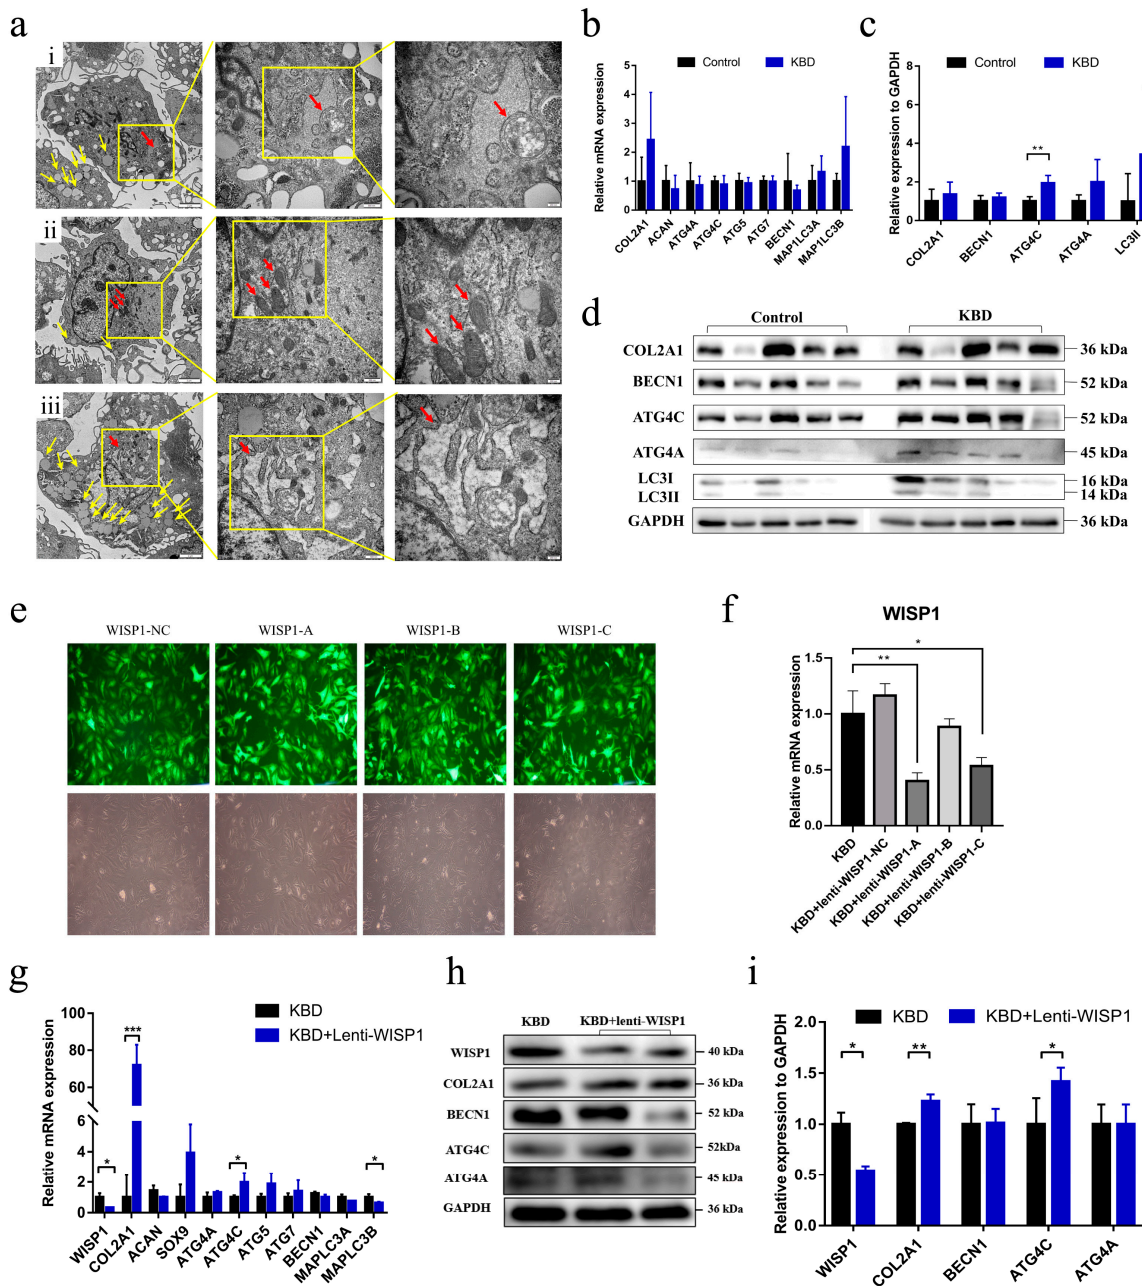 a
i
ii
iii
b
Control
KBD
Relative mRNA expression
5
4
3
2
1
0
COL2A1
ACAN
ATG4A
ATG4C
ATG5
ATG7
BECN1
MAP1LC3A
MAP1LC3B
c
Control
KBD
Relative expression to GAPDH
8
6
4
2
0
**
COL2A1
BECN1
ATG4C
ATG4A
LC3II
d
Control
KBD
COL2A1
36 kDa
BECN1
52 kDa
ATG4C
52 kDa
ATG4A
45 kDa
LC3I
16 kDa
LC3II
14 kDa
GAPDH
36 kDa
e
WISP1-NC
WISP1-A
WISP1-B
WISP1-C
f
WISP1
Relative mRNA expression
1.5
1.0
0.5
0.0
*
**
KBD
KBD+lenti-WISP1-NC
KBD+lenti-WISP1-A
KBD+lenti-WISP1-B
KBD+lenti-WISP1-C
g
KBD
KBD+Lenti-WISP1
Relative mRNA expression
100
80
60
6
4
2
0
*
***
*
*
WISP1
COL2A1
ACAN
SOX9
ATG4A
ATG4C
ATG5
ATG7
BECN1
MAPLC3A
MAPLC3B
h
KBD
KBD+lenti-WISP1
WISP1
40 kDa
COL2A1
36 kDa
BECN1
52 kDa
ATG4C
52kDa
ATG4A
45 kDa
GAPDH
36 kDa
i
KBD
KBD+Lenti-WISP1
Relative expression to GAPDH
2.0
1.5
1.0
0.5
0.0
*
**
*
WISP1
COL2A1
BECN1
ATG4C
ATG4A